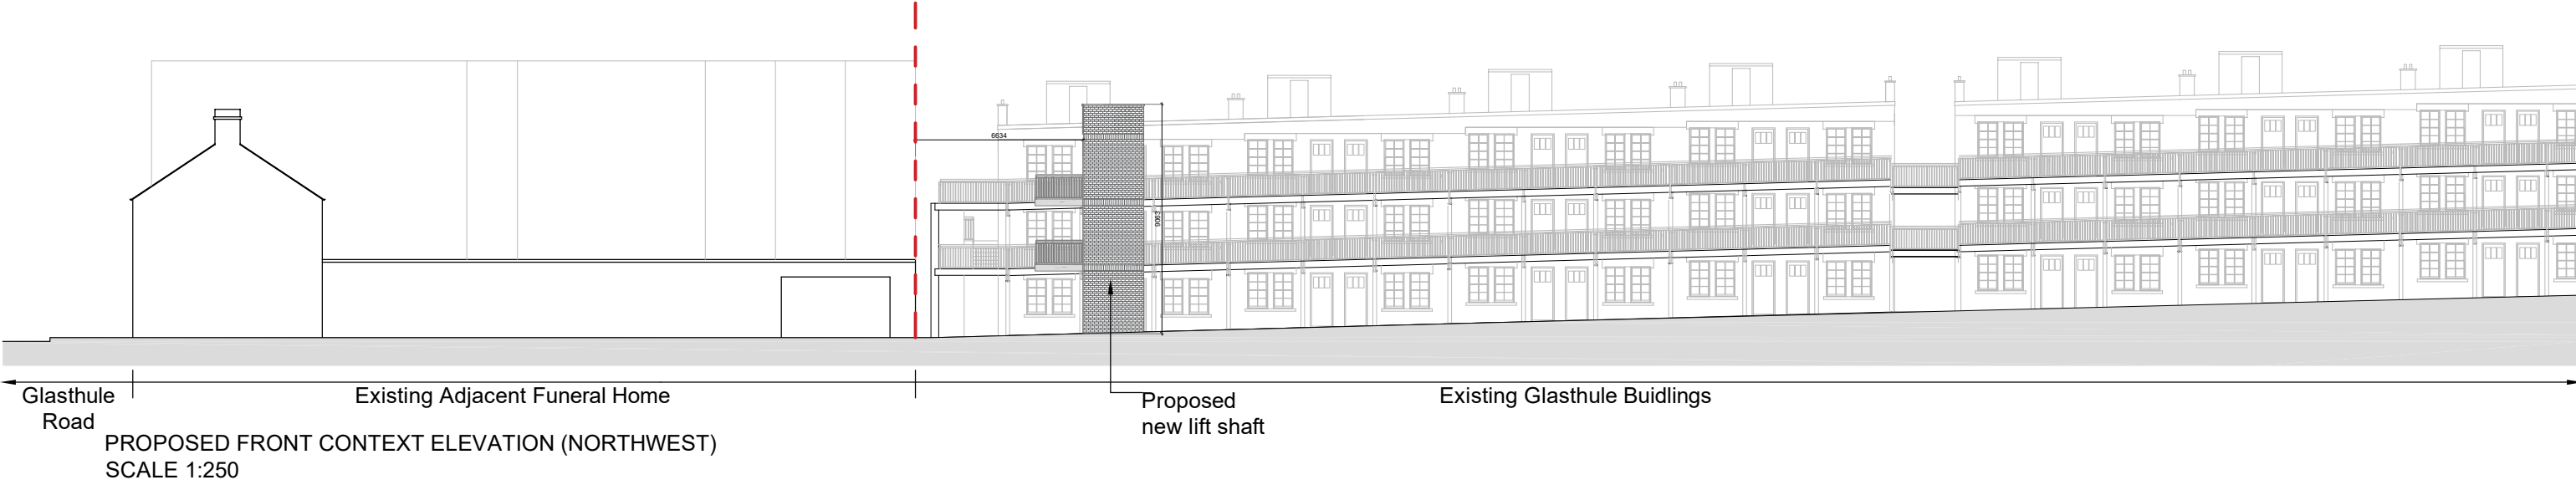 6634
9063
Glasthule
Road
Existing Adjacent Funeral Home
Proposed
new lift shaft
Existing Glasthule Buidlings
PROPOSED FRONT CONTEXT ELEVATION (NORTHWEST)
SCALE 1:250